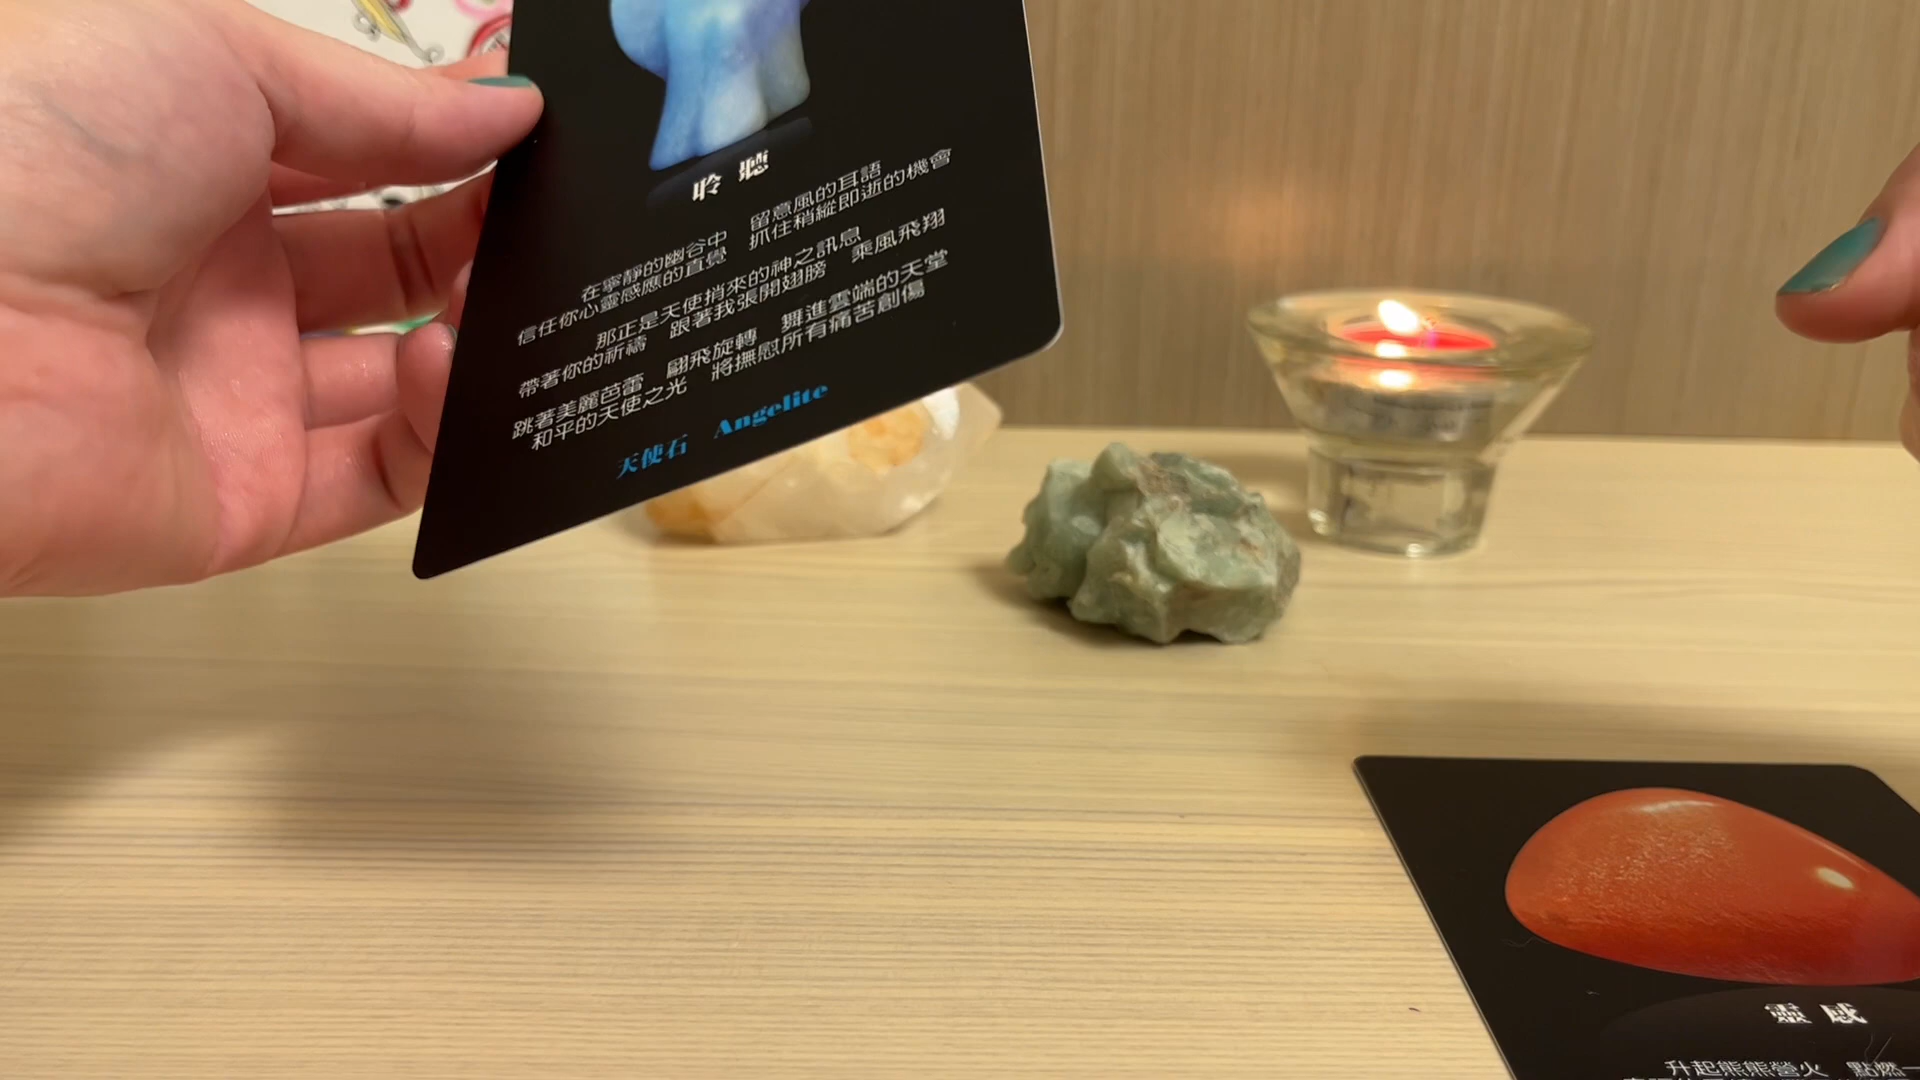 聆聽
在寧靜的幽谷中 留意風的耳語
信任你心靈感應的直覺 抓住稍縱即逝的機會
那正是天使捎來的神之訊息
帶著你的祈禱 跟著我張開翅膀 乘風飛翔
跳著美麗芭蕾 翩飛旋轉 舞進雲端的天堂
和平的天使之光 將撫慰所有痛苦創傷
天使石 Angelite
靈感
升起熊熊營火 點燃一